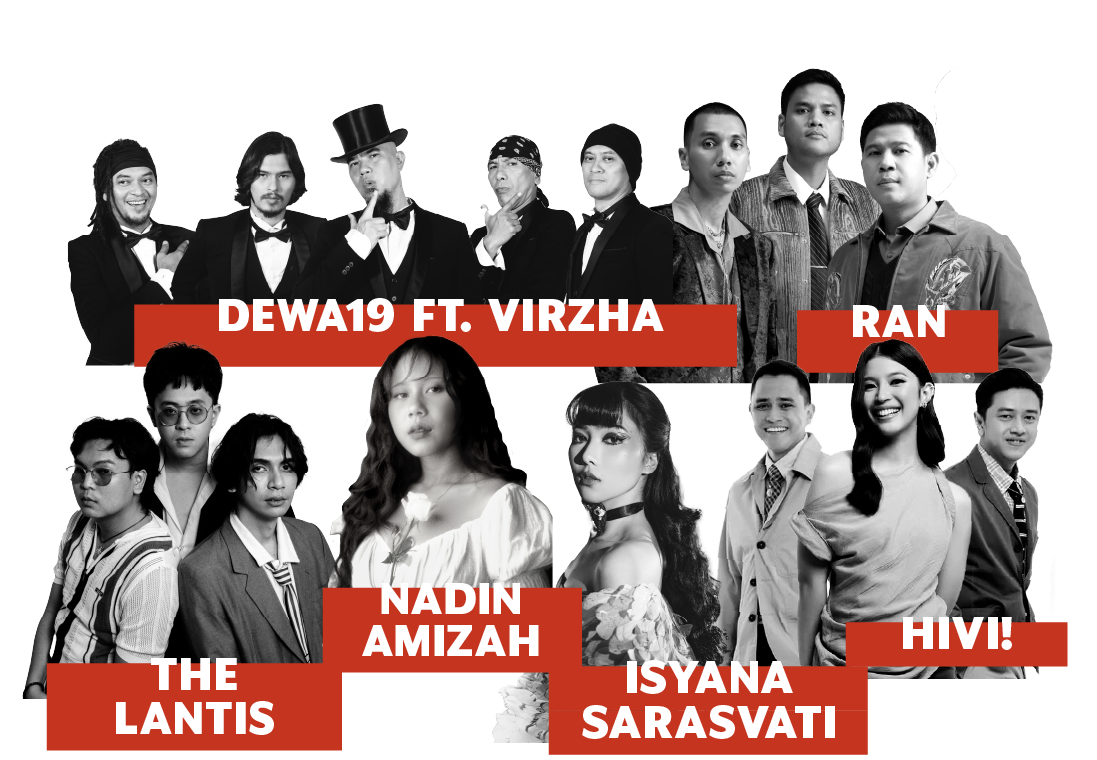 DEWA19 FT. VIRZHA
RAN
THE
LANTIS
NADIN
AMIZAH
ISYANA
SARASVATI
HIVI!